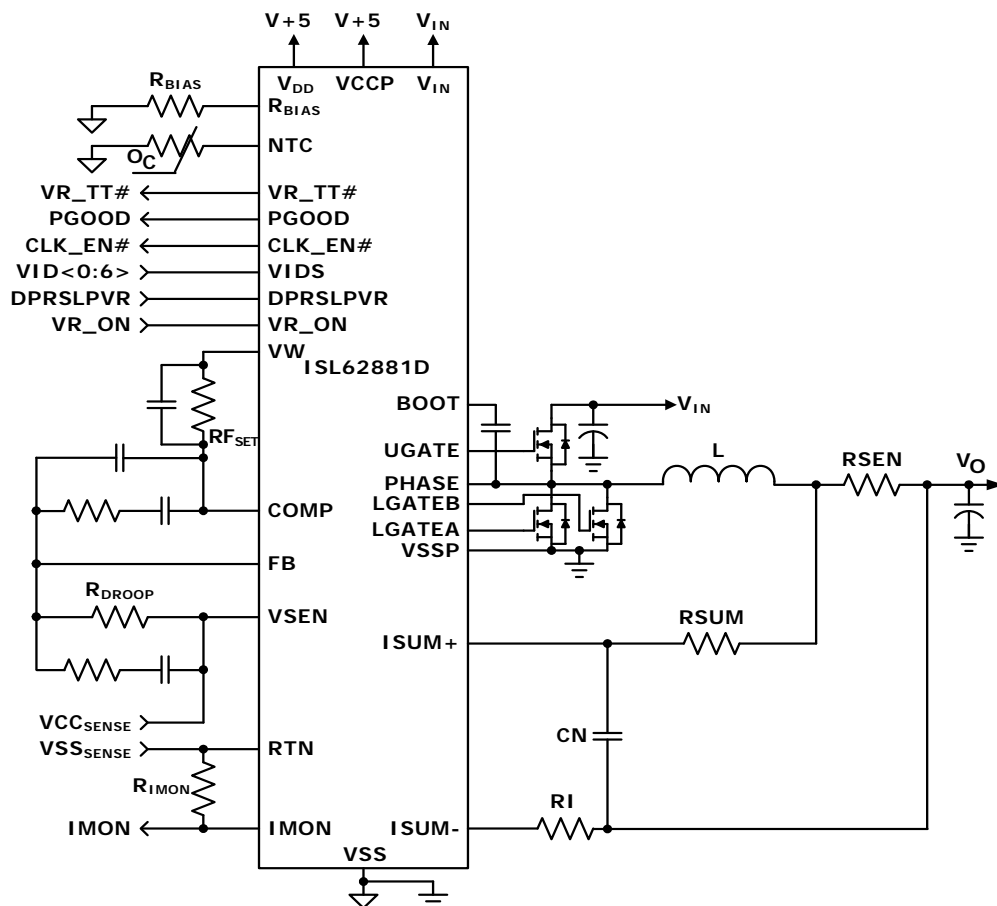 V+5 V+5 VIN
VDD VCCP VIN
RBIAS RBIAS
OC NTC
VR_TT# VR_TT#
PGOOD PGOOD
CLK_EN# CLK_EN#
VID<0:6> VIDS
DPRSLPVR DPRSLPVR
VR_ON VR_ON
VW
ISL62881D
BOOT VIN
RFSET
UGATE
L RSEN VO
PHASE
LGATEB
COMP
LGATEA
VSSP
FB
RDROOP VSEN
RSUM
ISUM+
VCCSENSE
CN
VSSSENSE RTN
RIMON
RI
IMON IMON ISUM-
VSS